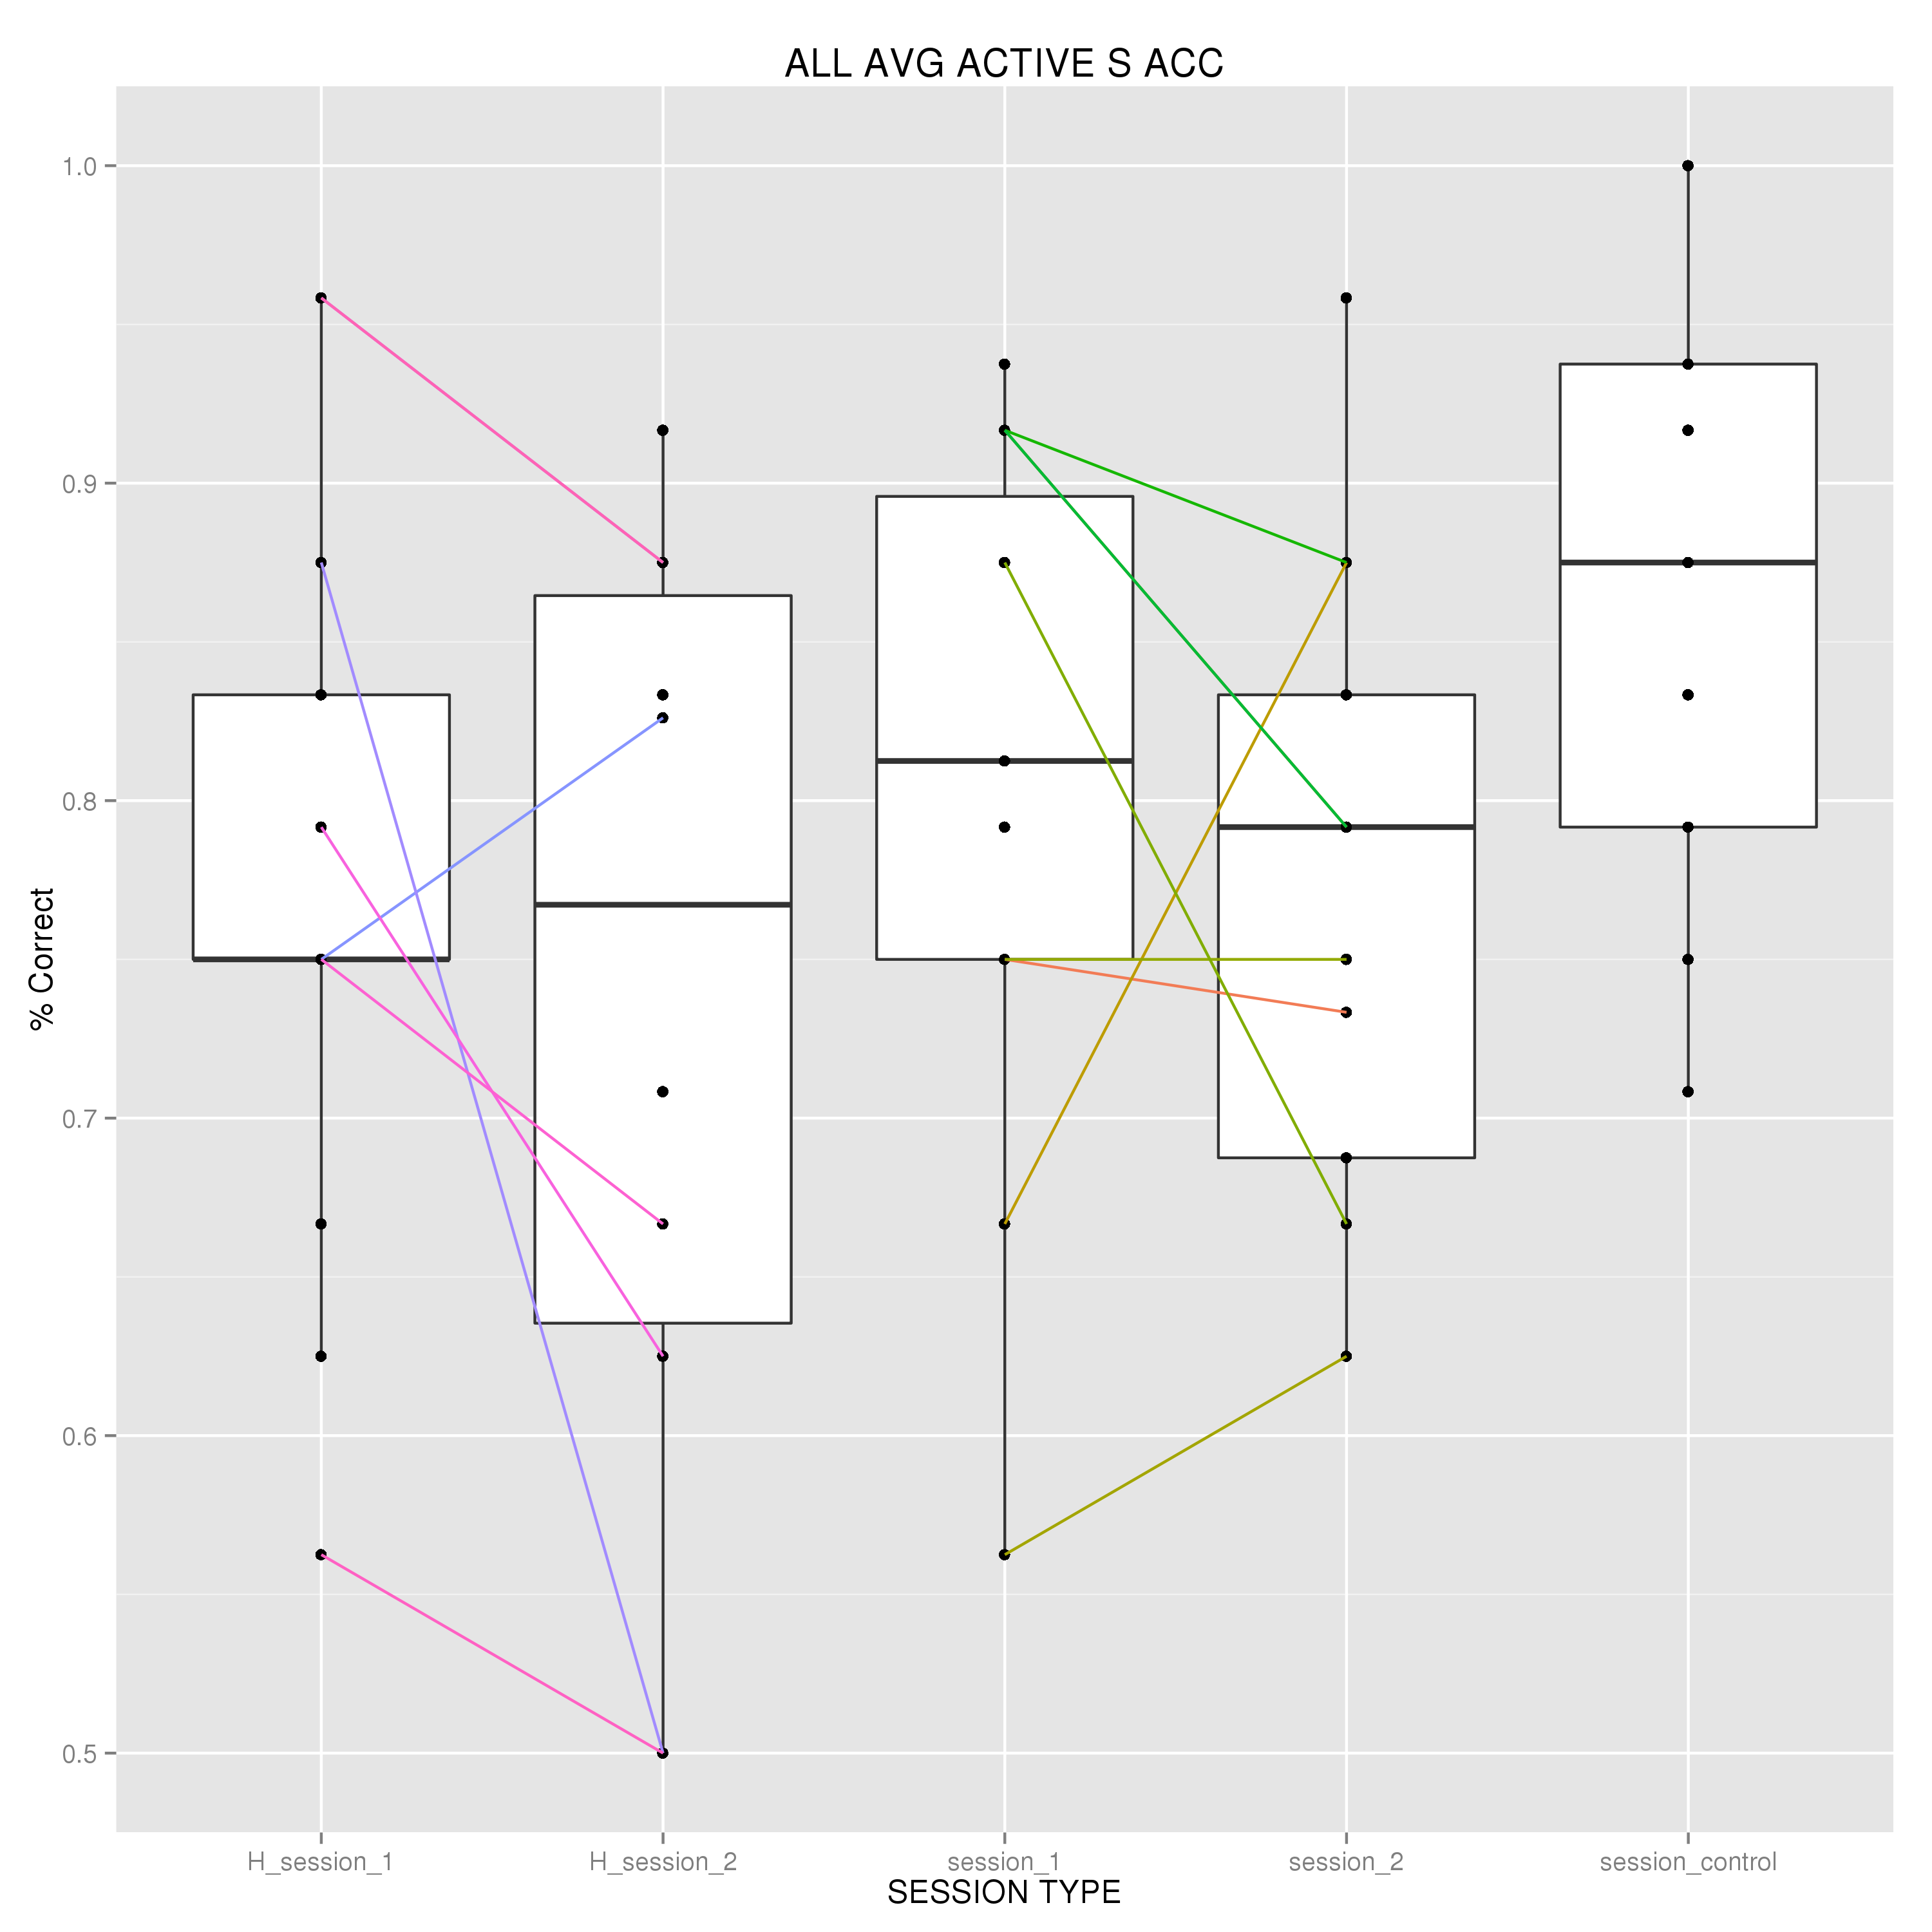 ALL AVG ACTIVE S ACC
% Correct
1.0
0.9
0.8
0.7
0.6
0.5
H_session_1 H_session_2 session_1 session_2 session_control
SESSION TYPE